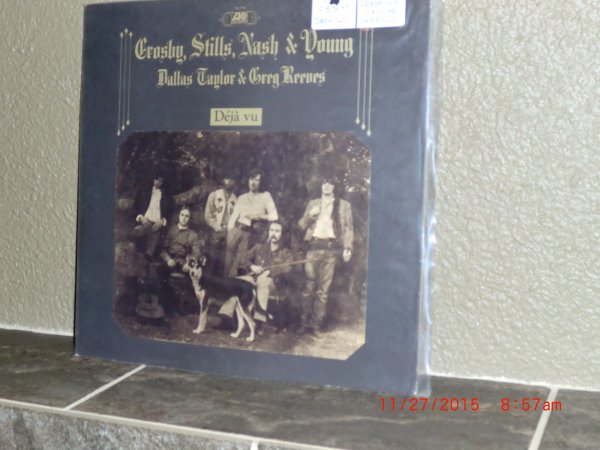 Crosby, Stills, Nash & Young
Dallas Taylor & Greg Reeves
Déjà vu
11/27/2015 8:57am